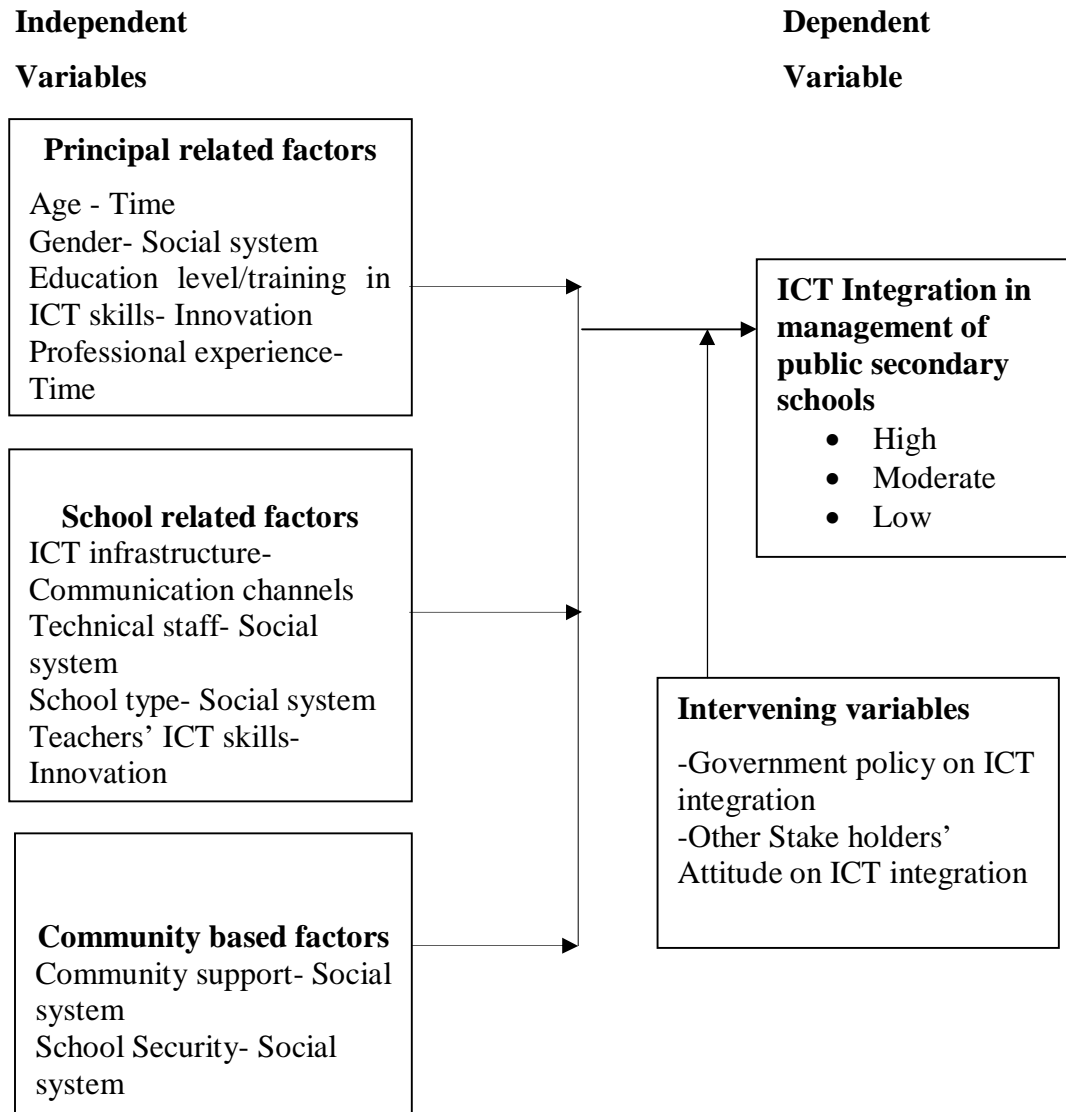 Independent
Variables
Dependent
Variable
Principal related factors
Age - Time
Gender- Social system
Education level/training in
ICT skills- Innovation
Professional experience-
Time
School related factors
ICT infrastructure-
Communication channels
Technical staff- Social
system
School type- Social system
Teachers’ ICT skills-
Innovation
Community based factors
Community support- Social
system
School Security- Social
system
ICT Integration in
management of
public secondary
schools
• High
• Moderate
• Low
Intervening variables
-Government policy on ICT
integration
-Other Stake holders’
Attitude on ICT integration